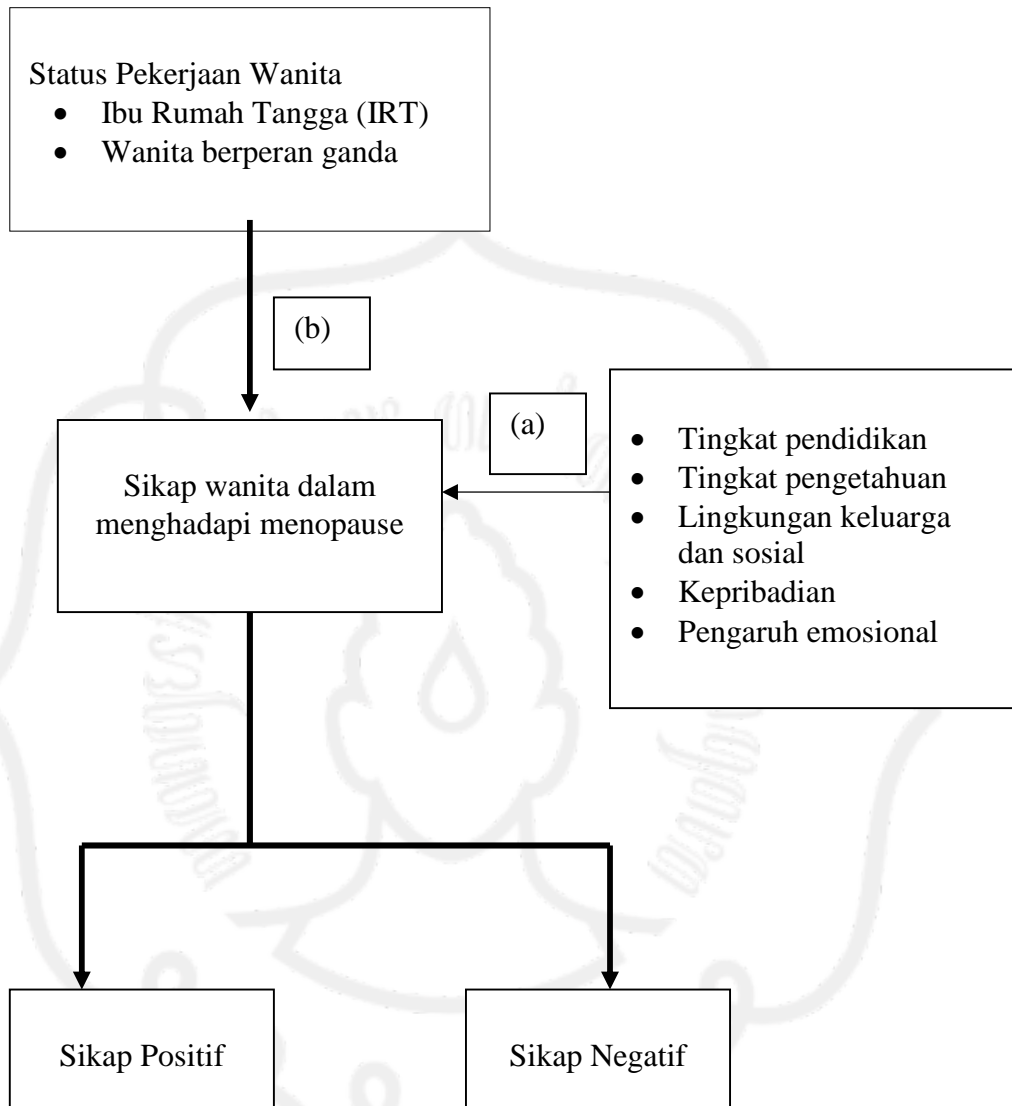 Status Pekerjaan Wanita
• Ibu Rumah Tangga (IRT)
• Wanita berperan ganda
(b)
(a)
Sikap wanita dalam
menghadapi menopause
• Tingkat pendidikan
• Tingkat pengetahuan
• Lingkungan keluarga
dan sosial
• Kepribadian
• Pengaruh emosional
Sikap Positif
Sikap Negatif